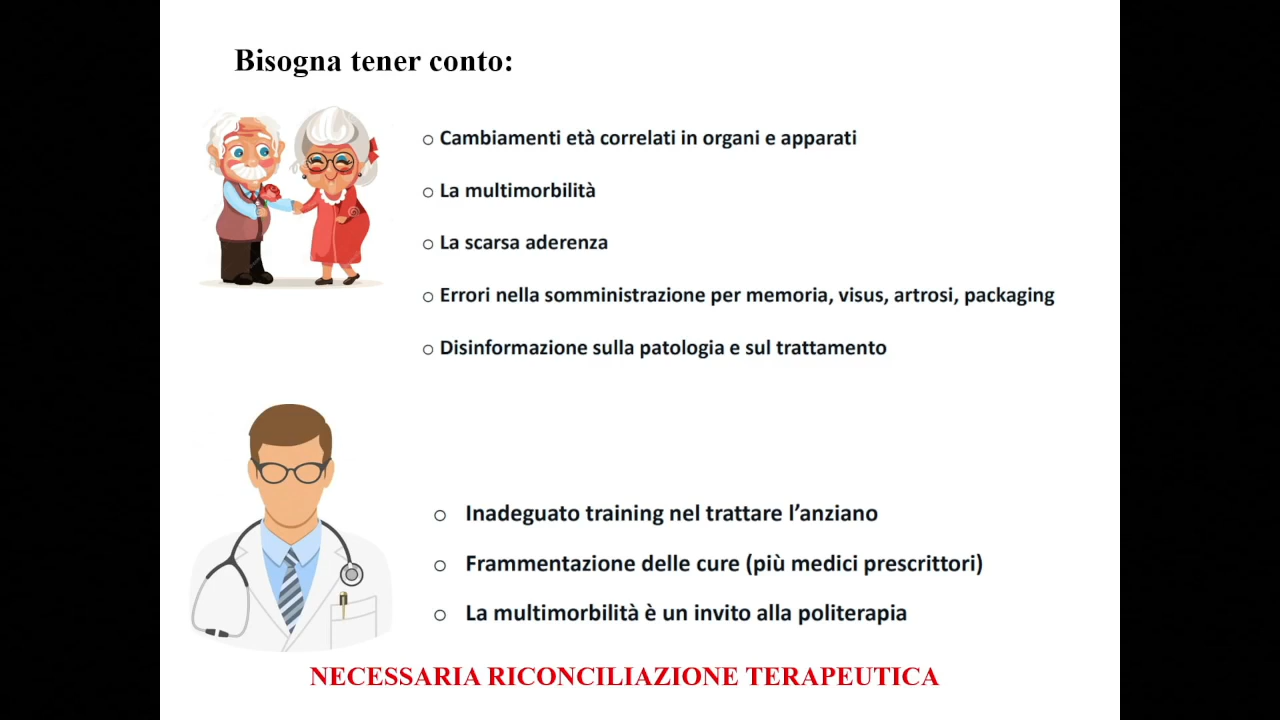 Bisogna tener conto:
o Cambiamenti età correlati in organi e apparati
o La multimorbilità
o La scarsa aderenza
o Errori nella somministrazione per memoria, visus, artrosi, packaging
o Disinformazione sulla patologia e sul trattamento
o Inadeguato training nel trattare l’anziano
o Frammentazione delle cure (più medici prescrittori)
o La multimorbilità è un invito alla politerapia
NECESSARIA RICONCILIAZIONE TERAPEUTICA